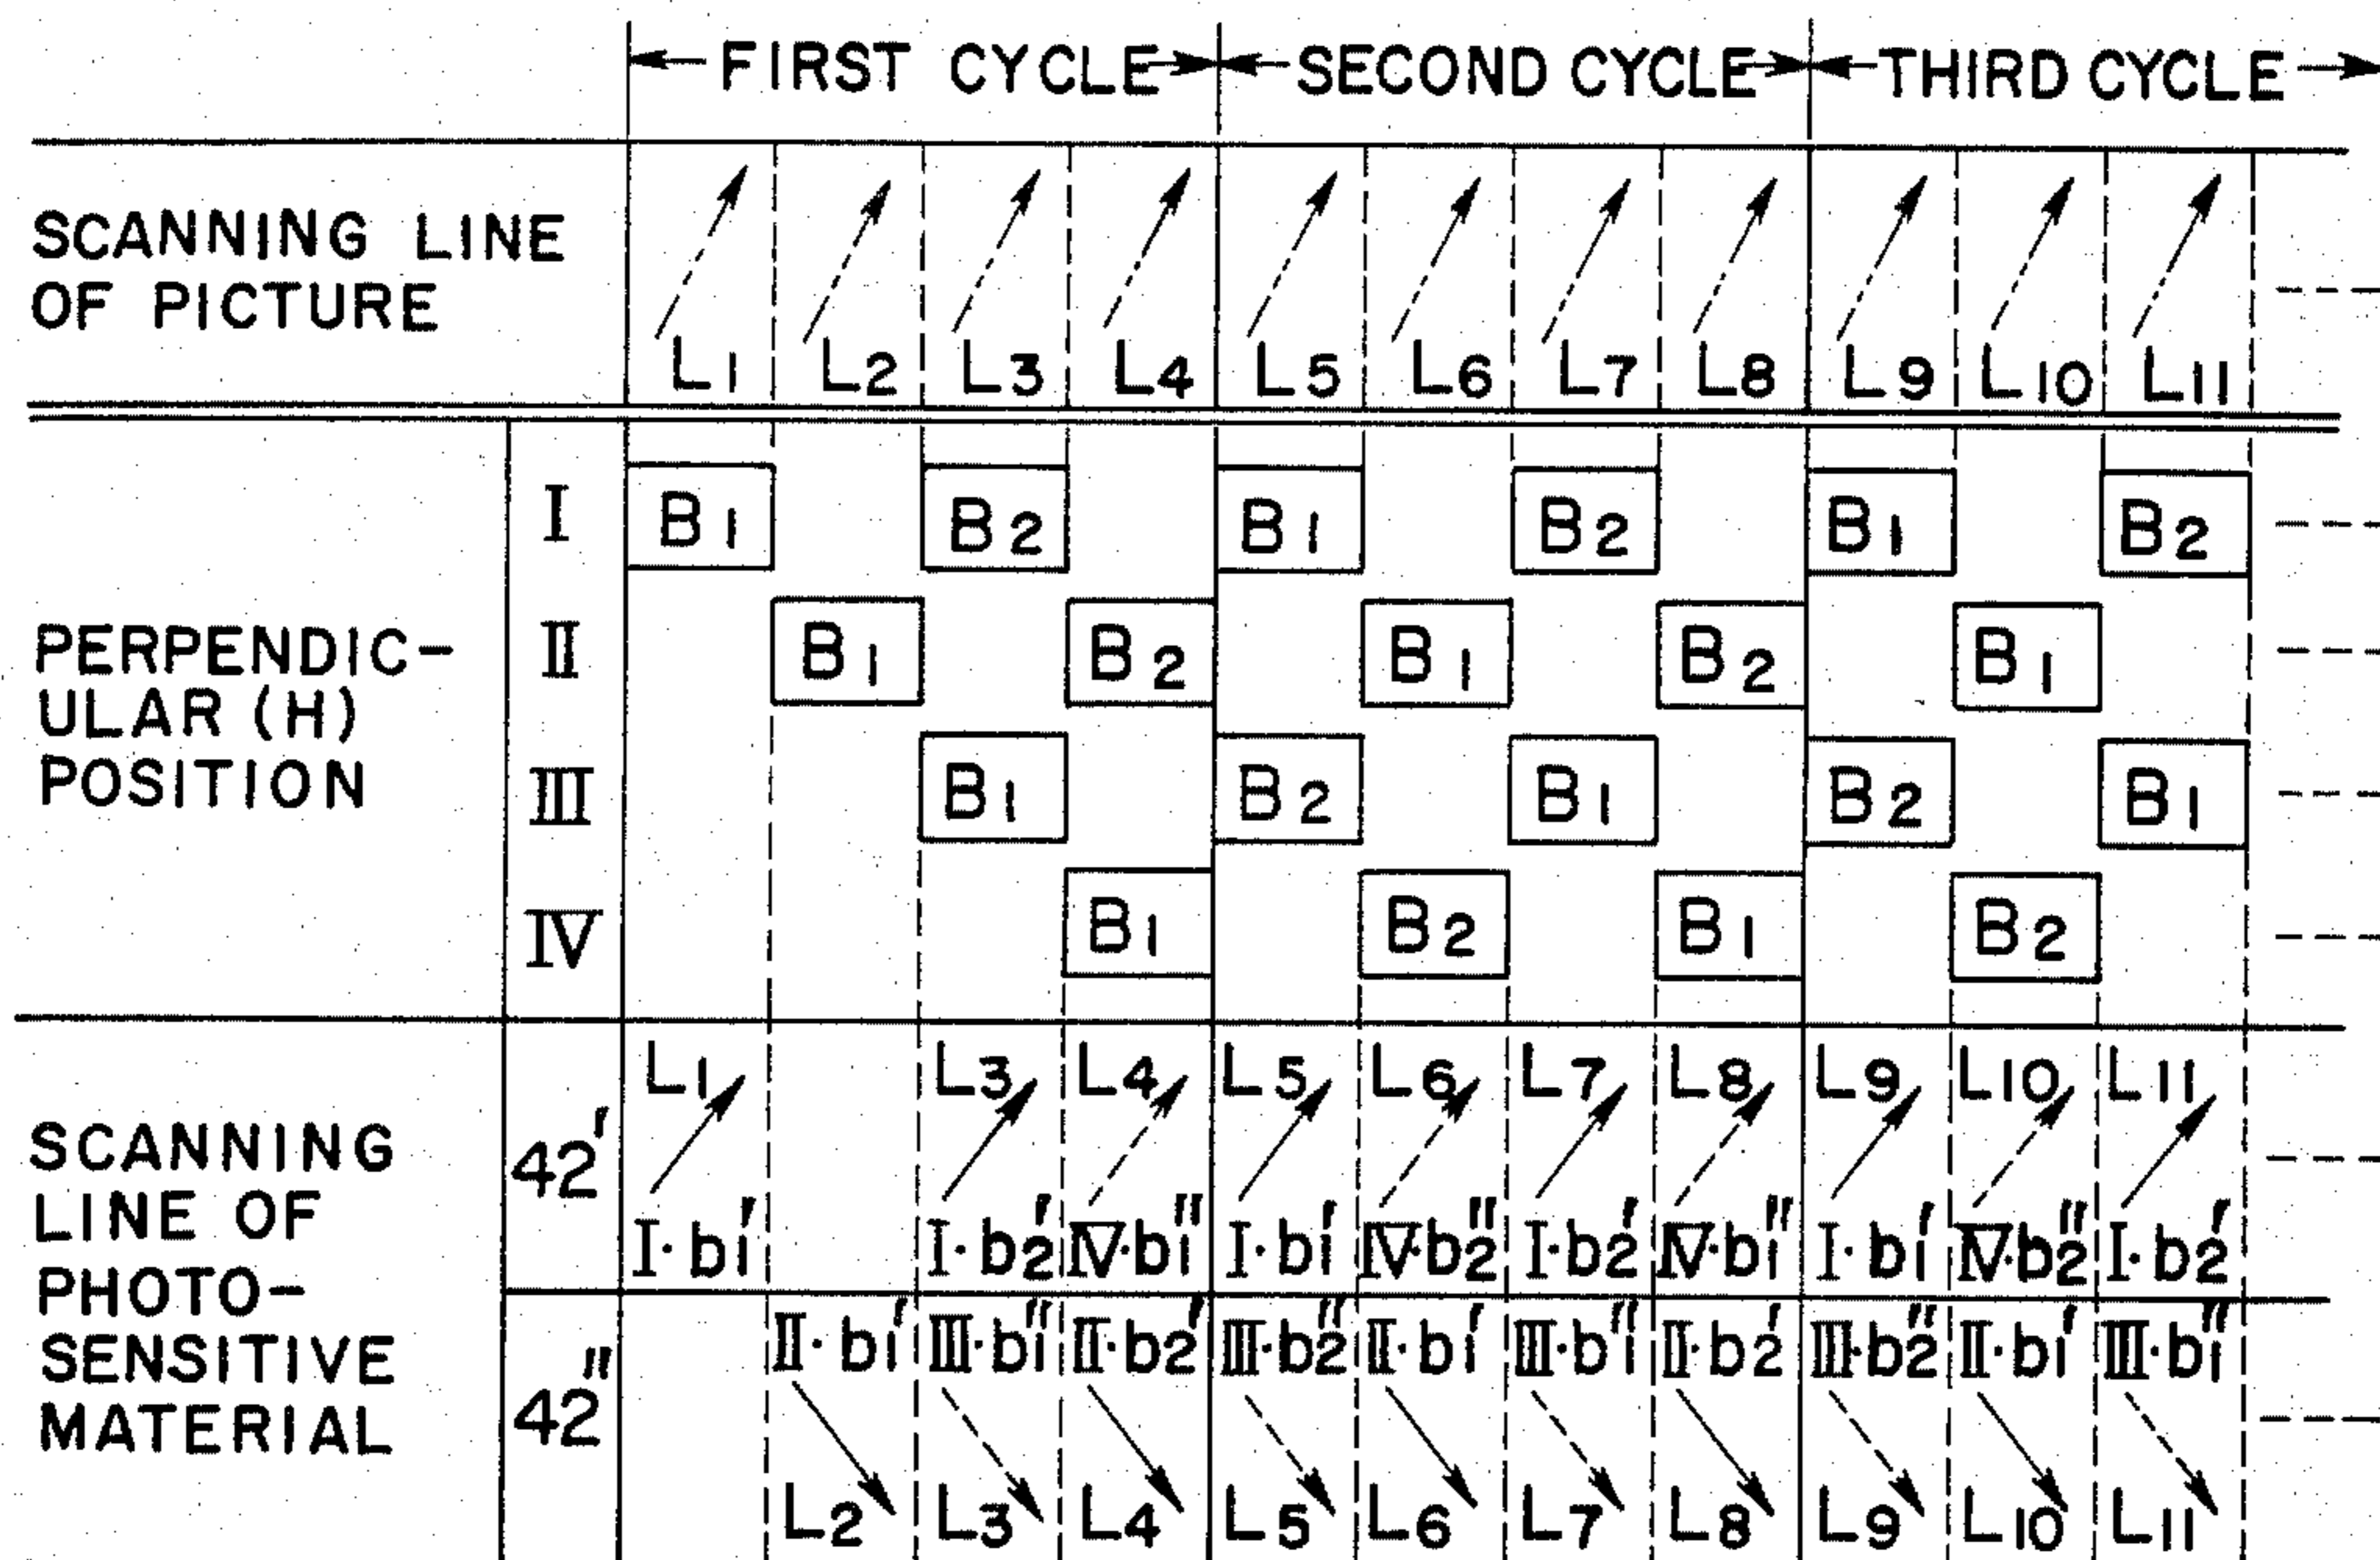 FIRST CYCLE SECOND CYCLE THIRD CYCLE
SCANNING LINE
OF PICTURE
L1 L2 L3 L4 L5 L6 L7 L8 L9 L10 L11
PERPENDIC-
ULAR (H)
POSITION
I B1 B2 B1 B2 B1 B2
II B1 B2 B1 B2 B1
III B1 B2 B1 B2 B1
IV B1 B2 B1 B2
SCANNING
LINE OF
PHOTO-
SENSITIVE
MATERIAL
42'
L1 L3 L4 L5 L6 L7 L8 L9 L10 L11
I·b1' I·b2' IV·b1" I·b1' IV·b2" I·b2' IV·b1" I·b1' IV·b2" I·b2'
42"
II·b1' III·b1" II·b2' III·b2" II·b1' III·b1" II·b2' III·b2" II·b1' III·b1"
L2 L3 L4 L5 L6 L7 L8 L9 L10 L11